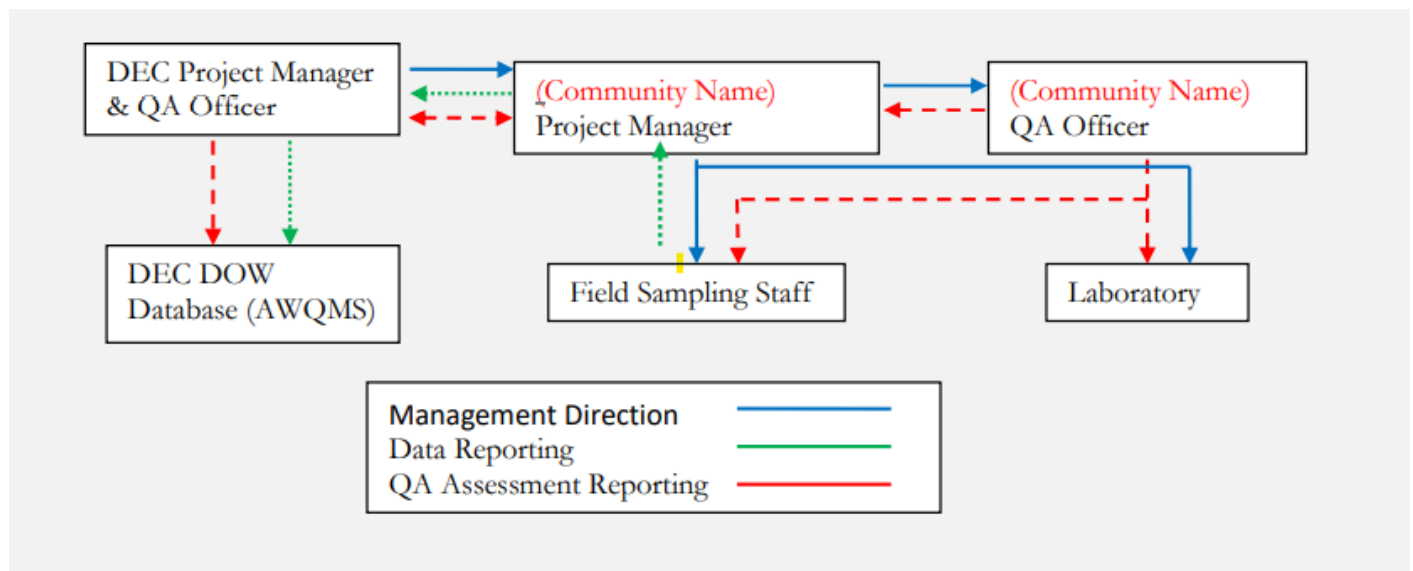 DEC Project Manager
& QA Officer
(Community Name)
Project Manager
(Community Name)
QA Officer
DEC DOW
Database (AWQMS)
Field Sampling Staff
Laboratory
Management Direction
Data Reporting
QA Assessment Reporting